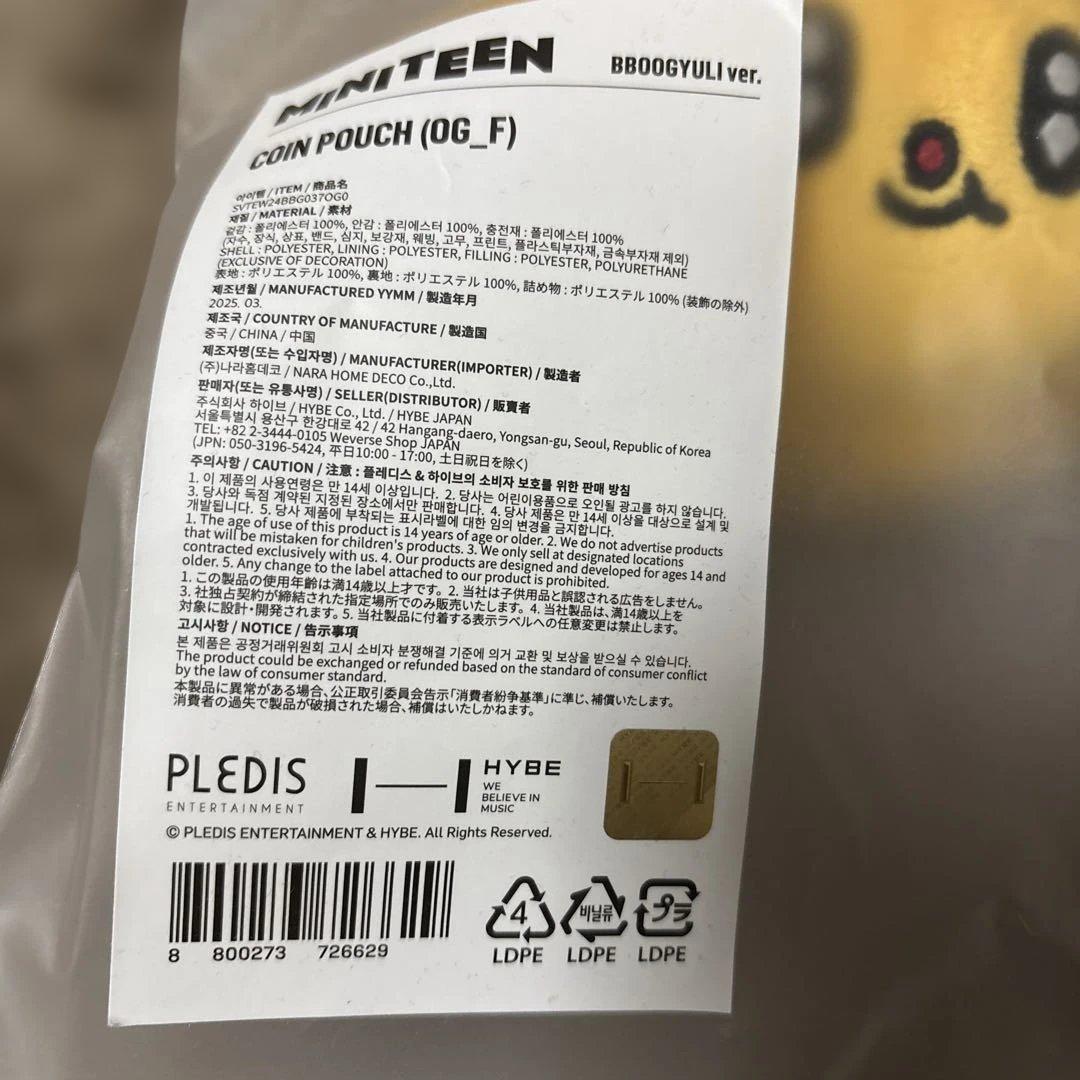 MINITEEN
BBOOGYULI ver.
COIN POUCH (OG_F)
아이템 / ITEM / 商品名
SVTEW24BBG037OG0
재질 / MATERIAL / 素材
겉감 : 폴리에스터 100%, 안감 : 폴리에스터 100%, 충전재 : 폴리에스터 100%
(자수, 장식, 상표, 밴드, 심지, 보강재, 웨빙, 고무, 프린트, 플라스틱부자재, 금속부자재 제외)
SHELL : POLYESTER, LINING : POLYESTER, FILLING : POLYESTER, POLYURETHANE
(EXCLUSIVE OF DECORATION)
表地 : ポリエステル 100%, 裏地 : ポリエステル 100%, 詰め物 : ポリエステル 100% (装飾の除外)
제조년월 / MANUFACTURED YYMM / 製造年月
2025. 03.
제조국 / COUNTRY OF MANUFACTURE / 製造国
중국 / CHINA / 中国
제조자명(또는 수입자명) / MANUFACTURER(IMPORTER) / 製造者
(주)나라홈데코 / NARA HOME DECO Co.,Ltd.
판매자(또는 유통사명) / SELLER(DISTRIBUTOR) / 販賣者
주식회사 하이브 / HYBE Co., Ltd. / HYBE JAPAN
서울특별시 용산구 한강대로 42 / 42 Hangang-daero, Yongsan-gu, Seoul, Republic of Korea
TEL: +82 2-3444-0105 Weverse Shop JAPAN
(JPN: 050-3196-5424, 平日10:00 - 17:00, 土日祝日を除く)
주의사항 / CAUTION / 注意 : 플레디스 & 하이브의 소비자 보호를 위한 판매 방침
1. 이 제품의 사용연령은 만 14세 이상입니다. 2. 당사는 어린이용품으로 오인될 광고를 하지 않습니다.
3. 당사와 독점 계약된 지정된 장소에서만 판매합니다. 4. 당사 제품은 만 14세 이상을 대상으로 설계 및
개발됩니다. 5. 당사 제품에 부착되는 표시라벨에 대한 임의 변경을 금지합니다.
1. The age of use of this product is 14 years of age or older. 2. We do not advertise products
that will be mistaken for children's products. 3. We only sell at designated locations
contracted exclusively with us. 4. Our products are designed and developed for ages 14 and
older. 5. Any change to the label attached to our product is prohibited.
1. この製品の使用年齢は満14歳以上才です。2. 当社は子供用品と誤認される広告をしません。
3. 社独占契約が締結された指定場所でのみ販売いたします。4. 当社製品は、満14歳以上を
対象に設計・開発されます。5. 当社製品に付着する表示ラベルへの任意変更は禁止します。
고시사항 / NOTICE / 告示事項
본 제품은 공정거래위원회 고시 소비자 분쟁해결 기준에 의거 교환 및 보상을 받으실 수 있습니다.
The product could be exchanged or refunded based on the standard of consumer conflict
by the law of consumer standard.
本製品に異常がある場合、公正取引委員会告示「消費者紛争基準」に準じ、補償いたします。
消費者の過失で製品が破損された場合、補償はいたしかねます。
PLEDIS
ENTERTAINMENT
HYBE
WE
BELIEVE IN
MUSIC
© PLEDIS ENTERTAINMENT & HYBE. All Rights Reserved.
8 800273 726629
4 비닐류 プラ
LDPE LDPE LDPE